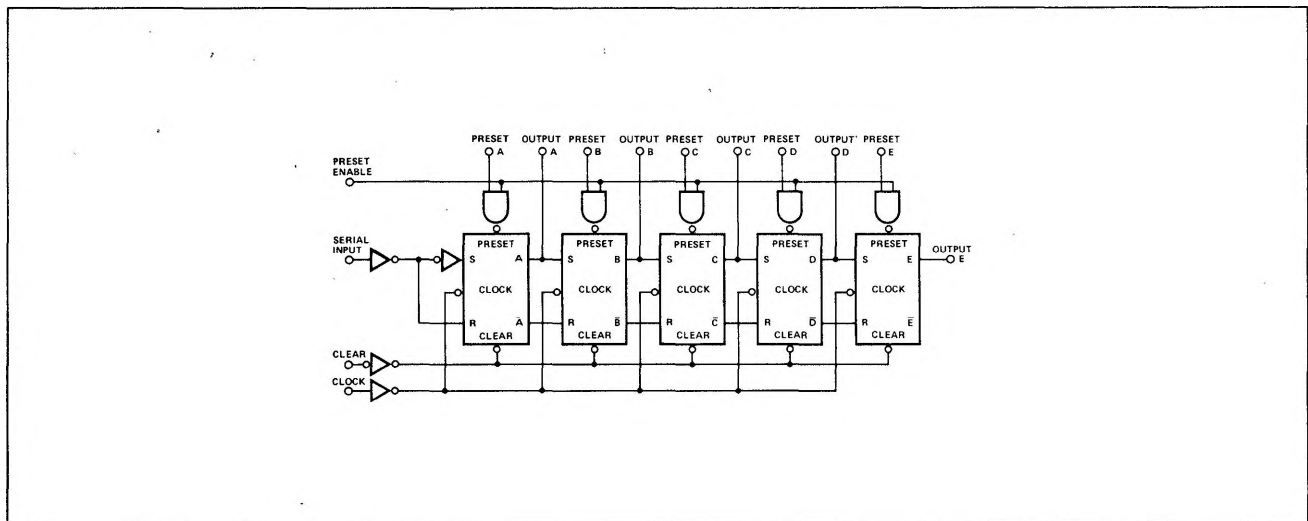 PRESET OUTPUT PRESET OUTPUT PRESET OUTPUT PRESET OUTPUT' PRESET
A A B B C C D D E
PRESET
ENABLE
SERIAL
INPUT
PRESET PRESET PRESET PRESET PRESET
S A S B S C S D S E
OUTPUT
E
CLOCK CLOCK CLOCK CLOCK CLOCK
R A̅ R B̅ R C̅ R D̅ R E̅
CLEAR CLEAR CLEAR CLEAR CLEAR
CLEAR
CLOCK